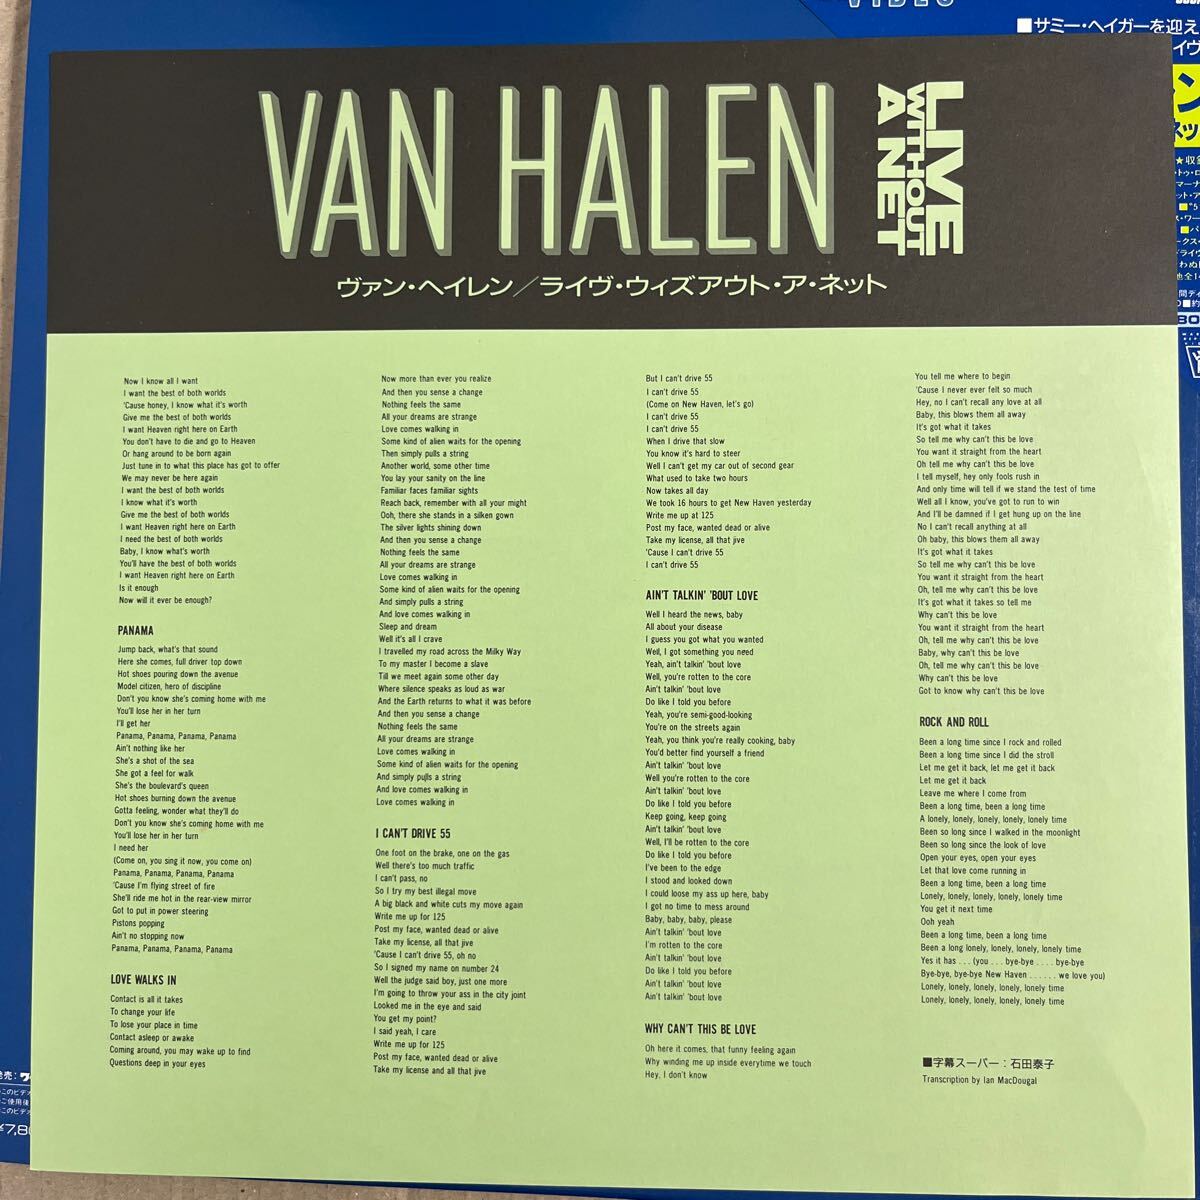 VIDEO
■サミー・ヘイガーを迎え
VAN HALEN
LIVE
WITHOUT
A NET
ヴァン・ヘイレン／ライヴ・ウィズアウト・ア・ネット
Now I know all I want
I want the best of both worlds
'Cause honey, I know what it's worth
Give me the best of both worlds
I want Heaven right here on Earth
You don't have to die and go to Heaven
Or hang around to be born again
Just tune in to what this place has got to offer
We may never be here again
I want the best of both worlds
I know what it's worth
Give me the best of both worlds
I want Heaven right here on Earth
I need the best of both worlds
Baby, I know what's worth
You'll have the best of both worlds
I want Heaven right here on Earth
Is it enough
Now will it ever be enough?
PANAMA
Jump back, what's that sound
Here she comes, full driver top down
Hot shoes pouring down the avenue
Model citizen, hero of discipline
Don't you know she's coming home with me
You'll lose her in her turn
I'll get her
Panama, Panama, Panama, Panama
Ain't nothing like her
She's a shot of the sea
She got a feel for walk
She's the boulevard's queen
Hot shoes burning down the avenue
Gotta feeling, wonder what they'll do
Don't you know she's coming home with me
You'll lose her in her turn
I need her
(Come on, you sing it now, you come on)
Panama, Panama, Panama, Panama
'Cause I'm flying street of fire
She'll ride me hot in the rear-view mirror
Got to put in power steering
Pistons popping
Ain't no stopping now
Panama, Panama, Panama, Panama
LOVE WALKS IN
Contact is all it takes
To change your life
To lose your place in time
Contact asleep or awake
Coming around, you may wake up to find
Questions deep in your eyes
Now more than ever you realize
And then you sense a change
Nothing feels the same
All your dreams are strange
Love comes walking in
Some kind of alien waits for the opening
Then simply pulls a string
Another world, some other time
You lay your sanity on the line
Familiar faces familiar sights
Reach back, remember with all your might
Ooh, there she stands in a silken gown
The silver lights shining down
And then you sense a change
Nothing feels the same
All your dreams are strange
Love comes walking in
Some kind of alien waits for the opening
And simply pulls a string
And love comes walking in
Sleep and dream
Well it's all I crave
I travelled my road across the Milky Way
To my master I become a slave
Till we meet again some other day
Where silence speaks as loud as war
And the Earth returns to what it was before
And then you sense a change
Nothing feels the same
All your dreams are strange
Love comes walking in
Some kind of alien waits for the opening
And simply pulls a string
And love comes walking in
Love comes walking in
I CAN'T DRIVE 55
One foot on the brake, one on the gas
Well there's too much traffic
I can't pass, no
So I try my best illegal move
A big black and white cuts my move again
Write me up for 125
Post my face, wanted dead or alive
Take my license, all that jive
'Cause I can't drive 55, oh no
So I signed my name on number 24
Well the judge said boy, just one more
I'm going to throw your ass in the city joint
Looked me in the eye and said
You get my point?
I said yeah, I care
Write me up for 125
Post my face, wanted dead or alive
Take my license and all that jive
But I can't drive 55
I can't drive 55
(Come on New Haven, let's go)
I can't drive 55
I can't drive 55
When I drive that slow
You know it's hard to steer
Well I can't get my car out of second gear
What used to take two hours
Now takes all day
We took 16 hours to get New Haven yesterday
Write me up at 125
Post my face, wanted dead or alive
Take my license, all that jive
'Cause I can't drive 55
I can't drive 55
AIN'T TALKIN' 'BOUT LOVE
Well I heard the news, baby
All about your disease
I guess you got what you wanted
Well, I got something you need
Yeah, ain't talkin' 'bout love
Well, you're rotten to the core
Ain't talkin' 'bout love
Do like I told you before
Yeah, you're semi-good-looking
You're on the streets again
Yeah, you think you're really cooking, baby
You'd better find yourself a friend
Ain't talkin' 'bout love
Well you're rotten to the core
Ain't talkin' 'bout love
Do like I told you before
Keep going, keep going
Ain't talkin' 'bout love
Well, I'll be rotten to the core
Do like I told you before
I've been to the edge
I stood and looked down
I could loose my ass up here, baby
I got no time to mess around
Baby, baby, baby, please
Ain't talkin' 'bout love
I'm rotten to the core
Ain't talkin' 'bout love
Do like I told you before
Ain't talkin' 'bout love
Ain't talkin' 'bout love
WHY CAN'T THIS BE LOVE
Oh here it comes, that funny feeling again
Why winding me up inside everytime we touch
Hey, I don't know
You tell me where to begin
'Cause I never ever felt so much
Hey, no I can't recall any love at all
Baby, this blows them all away
It's got what it takes
So tell me why can't this be love
You want it straight from the heart
Oh tell me why can't this be love
I tell myself, hey only fools rush in
And only time will tell if we stand the test of time
Well all I know, you've got to run to win
And I'll be damned if I get hung up on the line
No I can't recall anything at all
Oh baby, this blows them all away
It's got what it takes
So tell me why can't this be love
You want it straight from the heart
Oh, tell me why can't this be love
It's got what it takes so tell me
Why can't this be love
You want it straight from the heart
Oh, tell me why can't this be love
Baby, why can't this be love
Oh, tell me why can't this be love
Why can't this be love
Got to know why can't this be love
ROCK AND ROLL
Been a long time since I rock and rolled
Been a long time since I did the stroll
Let me get it back, let me get it back
Let me get it back
Leave me where I come from
Been a long time, been a long time
A lonely, lonely, lonely, lonely, lonely time
Been so long since I walked in the moonlight
Been so long since the look of love
Open your eyes, open your eyes
Let that love come running in
Been a long time, been a long time
Lonely, lonely, lonely, lonely, lonely time
You get it next time
Ooh yeah
Been a long time, been a long time
Been a long lonely, lonely, lonely, lonely time
Yes it has . . . (you . . . bye-bye . . . . bye-bye
Bye-bye, bye-bye New Haven . . . . . . we love you)
Lonely, lonely, lonely, lonely, lonely time
Lonely, lonely, lonely, lonely, lonely time
■字幕スーパー：石田泰子
Transcription by Ian MacDougal